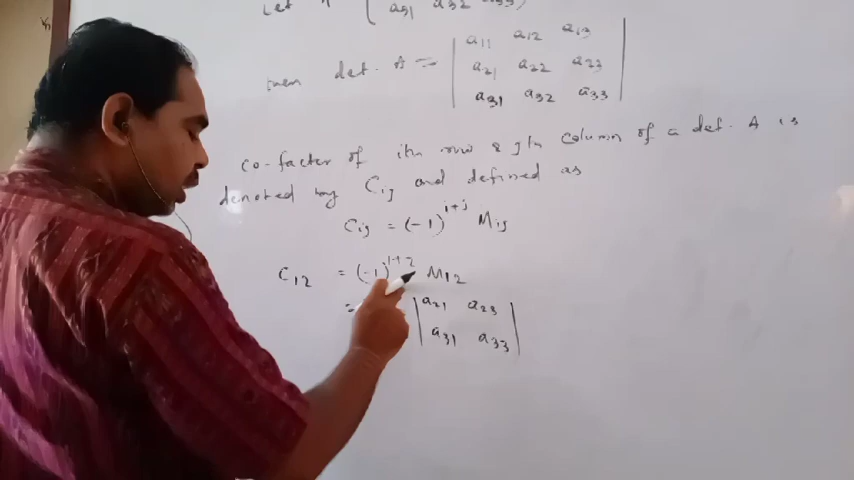 Let A
a31 a32 a33
then det. A = | a11 a12 a13 |
| a21 a22 a23 |
| a31 a32 a33 |
co-factor of ith row & jth column of a det. A is
denoted by Cij and defined as
Cij = (-1)^i+j Mij
C12 = (-1)^1+2 M12
= | a21 a23 |
| a31 a33 |